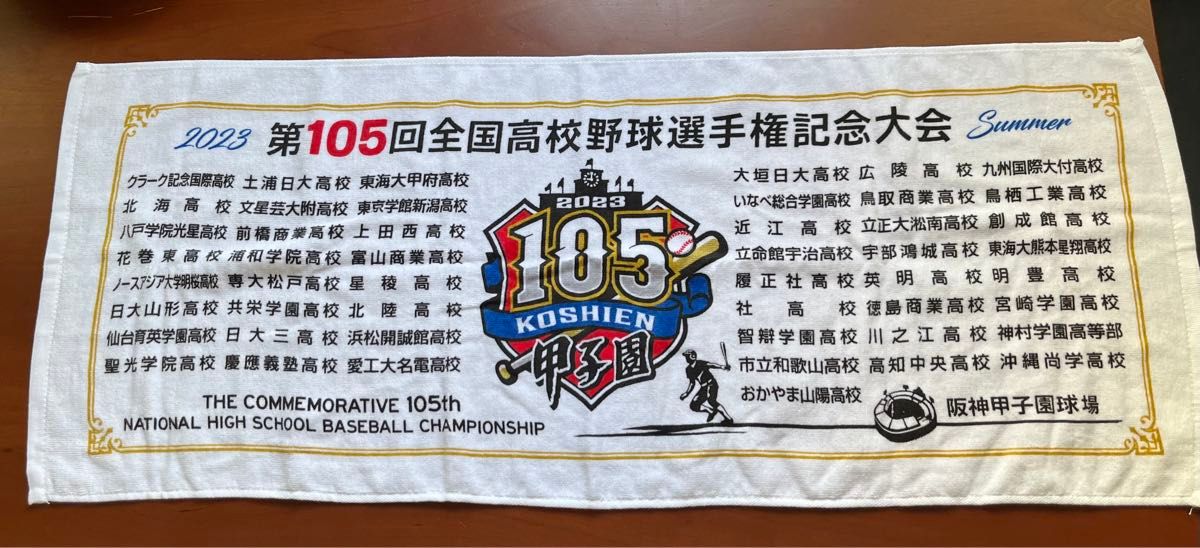 2023 第105回全国高校野球選手権記念大会 Summer
クラーク記念国際高校 土浦日大高校 東海大甲府高校
北海高校 文星芸大附高校 東京学館新潟高校
八戸学院光星高校 前橋商業高校 上田西高校
花巻東高校 浦和学院高校 富山商業高校
ノースアジア大学明桜高校 専大松戸高校 星稜高校
日大山形高校 共栄学園高校 北陸高校
仙台育英学園高校 日大三高校 浜松開誠館高校
聖光学院高校 慶應義塾高校 愛工大名電高校
THE COMMEMORATIVE 105th
NATIONAL HIGH SCHOOL BASEBALL CHAMPIONSHIP
2023
105
KOSHIEN
甲子園
大垣日大高校 広陵高校 九州国際大付高校
いなべ総合学園高校 鳥取商業高校 鳥栖工業高校
近江高校 立正大淞南高校 創成館高校
立命館宇治高校 宇部鴻城高校 東海大熊本星翔高校
履正社高校 英明高校 明豊高校
社高校 徳島商業高校 宮崎学園高校
智辯学園高校 川之江高校 神村学園高等部
市立和歌山高校 高知中央高校 沖縄尚学高校
おかやま山陽高校
阪神甲子園球場